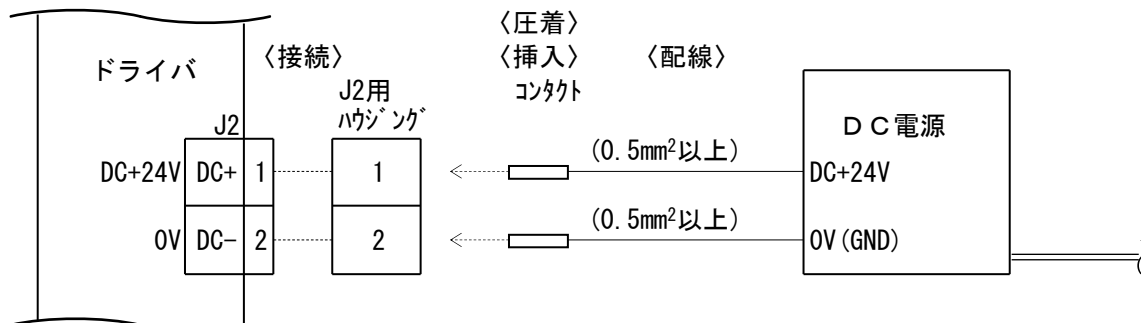 〈圧着〉
ドライバ 〈接続〉 〈挿入〉 〈配線〉
J2用 コンタクト
J2 ハウジング
DC電源
(0.5mm²以上)
DC+24V DC+ 1 1 DC+24V
(0.5mm²以上)
0V DC- 2 2 0V(GND)